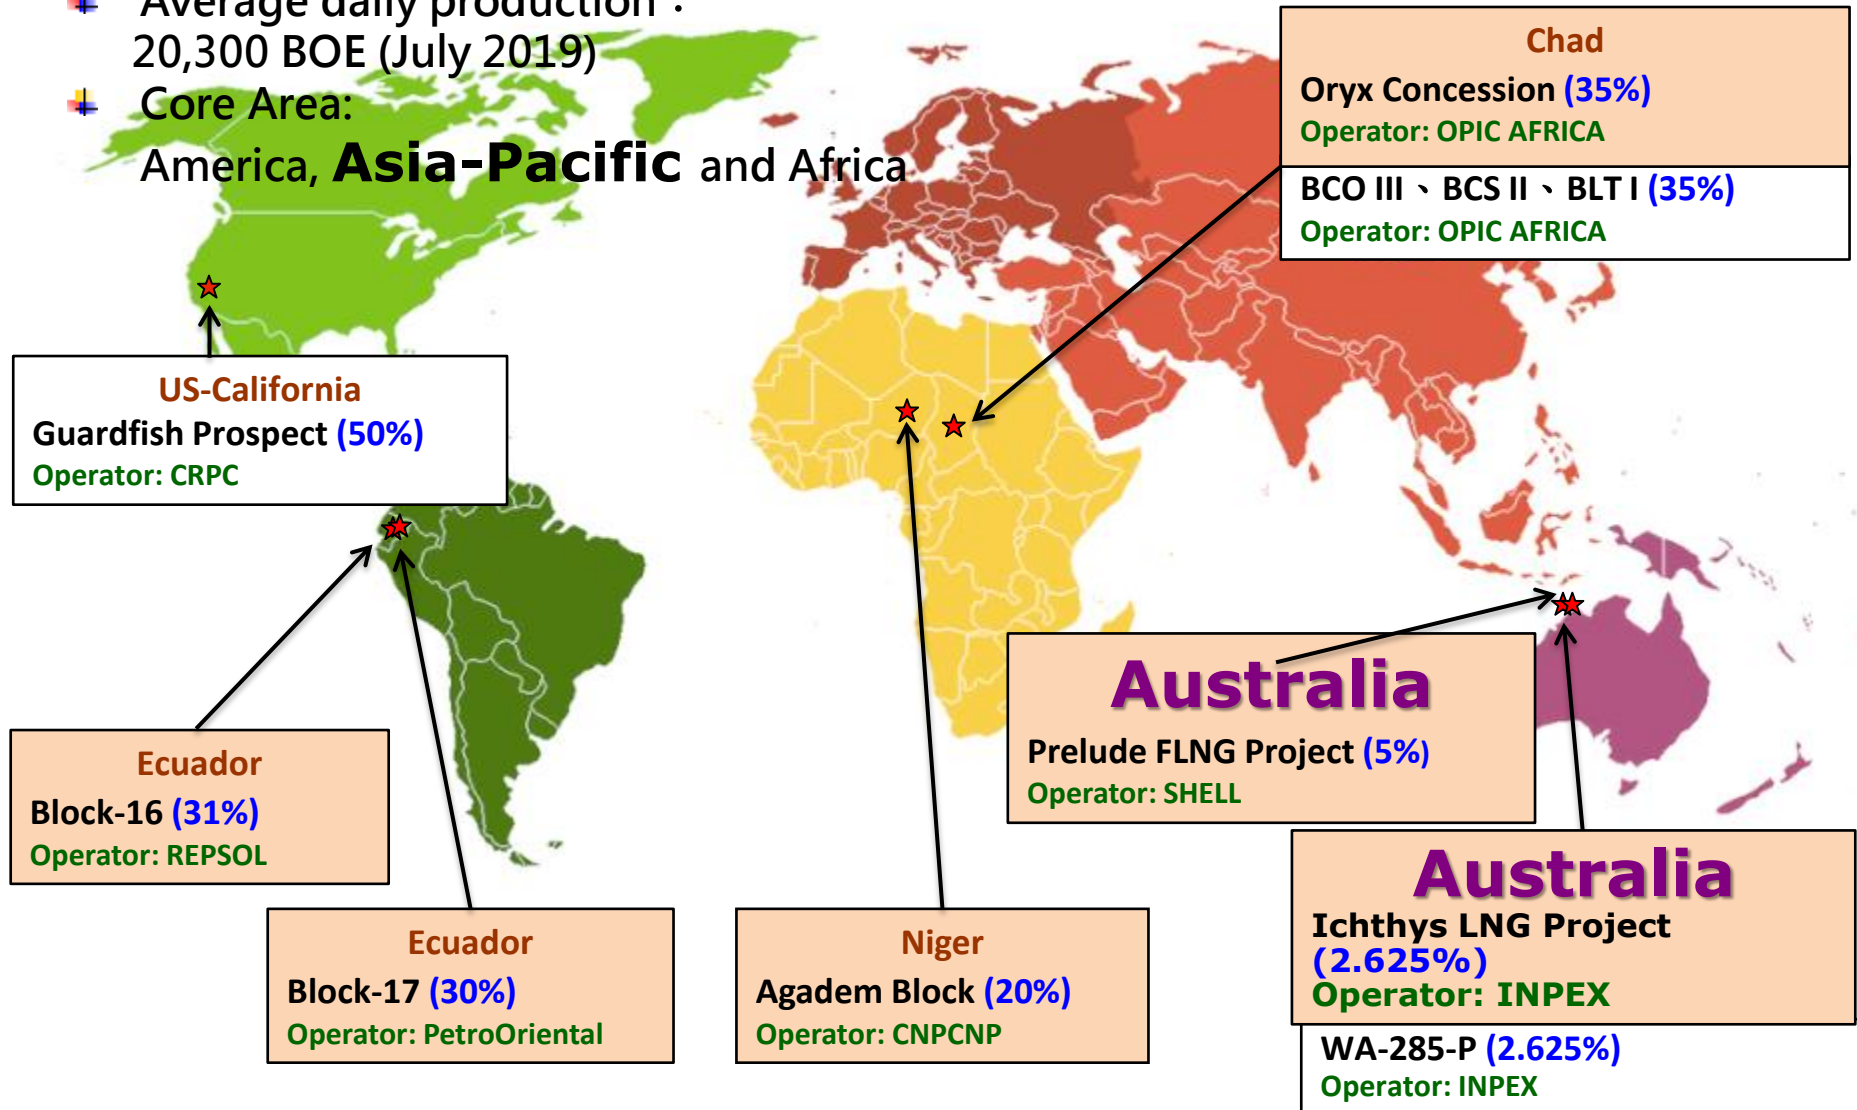 Average daily production：
20,300 BOE (July 2019)
Core Area:
America, Asia-Pacific and Africa
Chad
Oryx Concession (35%)
Operator: OPIC AFRICA
BCO III、BCS II、BLT I (35%)
Operator: OPIC AFRICA
US-California
Guardfish Prospect (50%)
Operator: CRPC
Ecuador
Block-16 (31%)
Operator: REPSOL
Ecuador
Block-17 (30%)
Operator: PetroOriental
Niger
Agadem Block (20%)
Operator: CNPCNP
Australia
Prelude FLNG Project (5%)
Operator: SHELL
Australia
Ichthys LNG Project
(2.625%)
Operator: INPEX
WA-285-P (2.625%)
Operator: INPEX